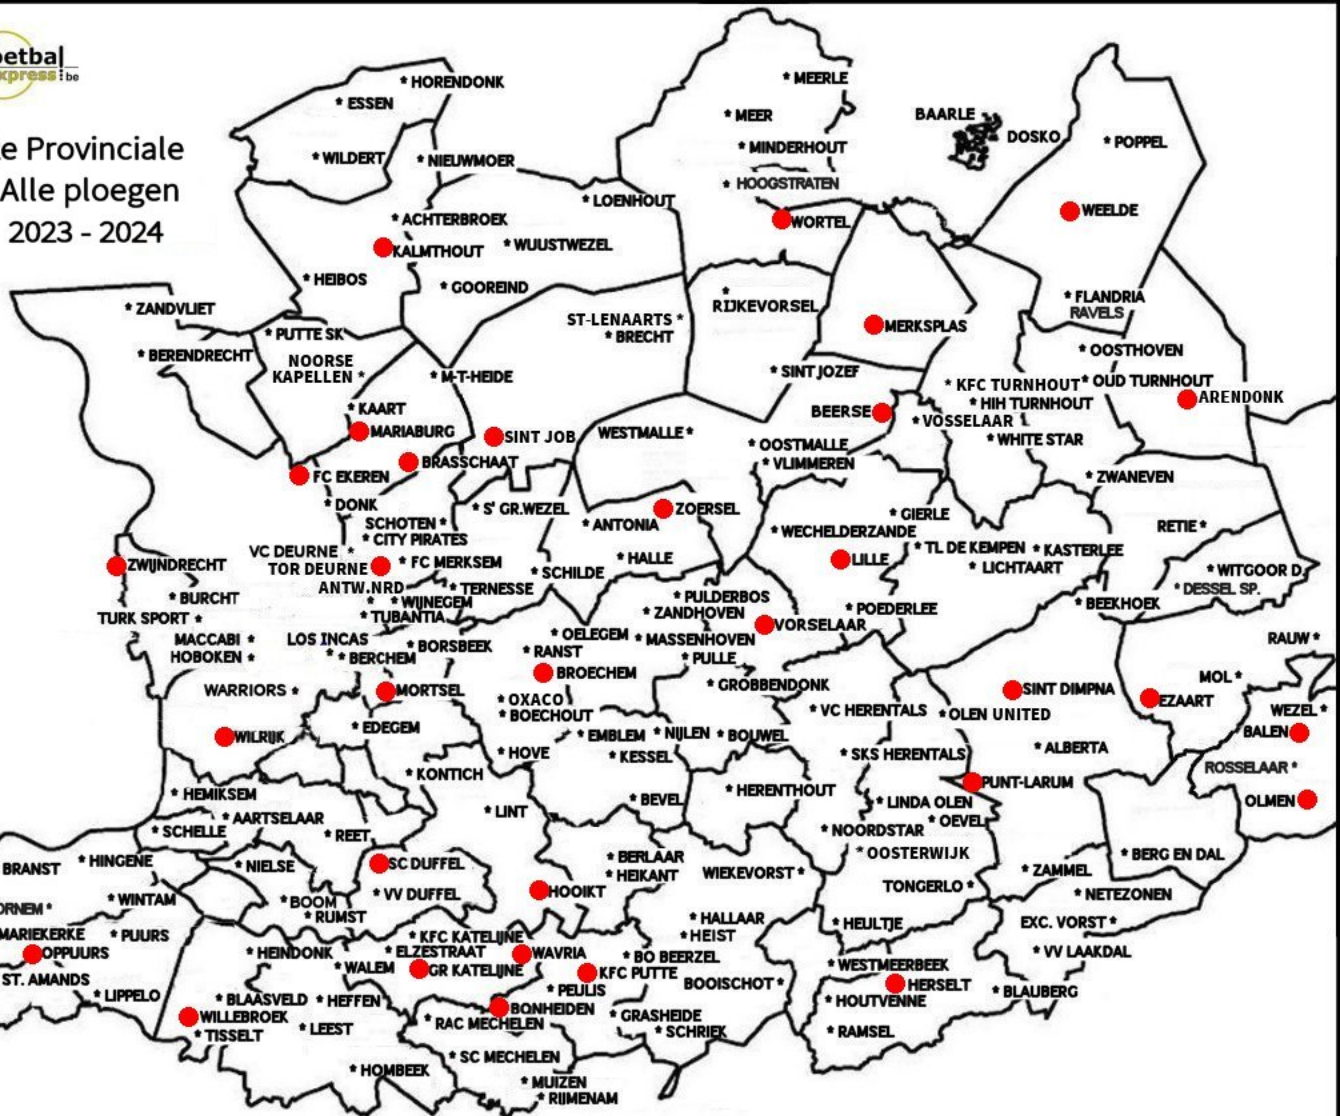 oetbal
xpress:be
e Provinciale
Alle ploegen
2023 - 2024
* HORENDONK
* ESSEN
* WILDERT
* NIEUWMOER
* MEERLE
* MEER
* MINDERHOUT
* HOOGSTRATEN
WORTEL
BAARLE
DOSKO
* POPPEL
WEELDE
* LOENHOUT
* ACHTERBROEK
KALMTHOUT
* WUUSTWEZEL
* HEIBOS
* GOOREIND
* ZANDVLIET
* PUTTE SK
* BERENDRECHT
NOORSE
KAPELLEN *
ST-LENAARTS *
* BRECHT
*
RIJKEVORSEL
MERKSPLAS
* FLANDRIA
RAVELS
* OOSTHOVEN
* M-T-HEIDE
* SINT JOZEF
* KFC TURNHOUT
* OUD TURNHOUT
ARENDONK
* HIH TURNHOUT
* KAART
MARIABURG
SINT JOB
WESTMALLE *
BEERSE
* VOSSELAAR
* WHITE STAR
* OOSTMALLE
* VLIMMEREN
BRASSCHAAT
FC EKEREN
* ZWANEVEN
* DONK
* S' GR.WEZEL
ZOERSEL
* ANTONIA
* GIERLE
SCHOTEN *
* CITY PIRATES
* WECHELDERZANDE
RETIE *
VC DEURNE *
TOR DEURNE
* FC MERKSEM
* HALLE
LILLE
* TL DE KEMPEN
* KASTERLEE
* LICHTAART
ZWIJNDRECHT
* SCHILDE
* WITGOOR D.
* DESSEL SP.
ANTW.NRD
*
* TERNESSE
* BURCHT
* WIJNEGEM
* PULDERBOS
* ZANDHOVEN
* POEDERLEE
* BEEKHOEK
TURK SPORT *
* TUBANTIA
VORSELAAR
MACCABI *
HOBOKEN *
LOS INCAS
*
* BERCHEM
* BORSBEEK
* OELEGEM
* MASSENHOVEN
* RANST
* PULLE
RAUW *
BROECHEM
MOL *
WARRIORS *
MORTSEL
* GROBBENDONK
SINT DIMPNA
EZAART
* OXACO
* BOECHOUT
* VC HERENTALS
* OLEN UNITED
WEZEL *
BALEN
WILRIJK
* EDEGEM
* EMBLEM
* NIJLEN
* BOUWEL
* ALBERTA
* HOVE
* KESSEL
* SKS HERENTALS
ROSSELAAR *
* KONTICH
PUNT-LARUM
* HEMIKSEM
* BEVEL
* HERENTHOUT
* LINDA OLEN
OLMEN
* LINT
* OEVEL
* AARTSELAAR
* SCHELLE
* REET
* NOORDSTAR
* OOSTERWIJK
* BERG EN DAL
BRANST
* HINGENE
* NIELSE
SC DUFFEL
* BERLAAR
* HEIKANT
WIEKEVORST *
* ZAMMEL
HOOIKT
TONGERLO *
* NETEZONEN
* WINTAM
* BOOM
* VV DUFFEL
ORNEM *
* RUMST
* HALLAAR
* HEIST
* HEULTJE
EXC. VORST *
MARIEKERKE
* PUURS
* KFC KATELIJNE
OPPUURS
* HEINDONK
* ELZESTRAAT
WAVRIA
* BO BEERZEL
* VV LAAKDAL
* WALEM
GR KATELIJNE
KFC PUTTE
* WESTMEERBEEK
ST. AMANDS
BOOISCHOT *
HERSELT
* LIPPELO
* BLAASVELD
* HEFFEN
* PEULIS
* HOUTVENNE
* BLAUBERG
WILLEBROEK
BONHEIDEN
* GRASHEIDE
* TISSELT
* LEEST
* RAC MECHELEN
* SCHRIEK
* RAMSEL
* SC MECHELEN
* HOMBEEK
* MUIZEN
* RIJMENAM